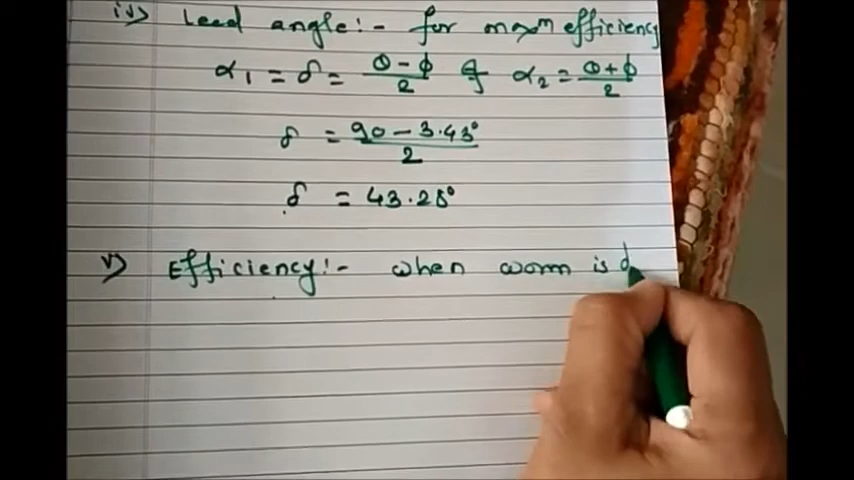 iv> Lead angle:- for maxm efficiency
α₁ = δ = (Θ-φ)/2 & α₂ = (Θ+φ)/2
δ = (90-3.43°)/2
δ = 43.28°
v> Efficiency:- when worm is d